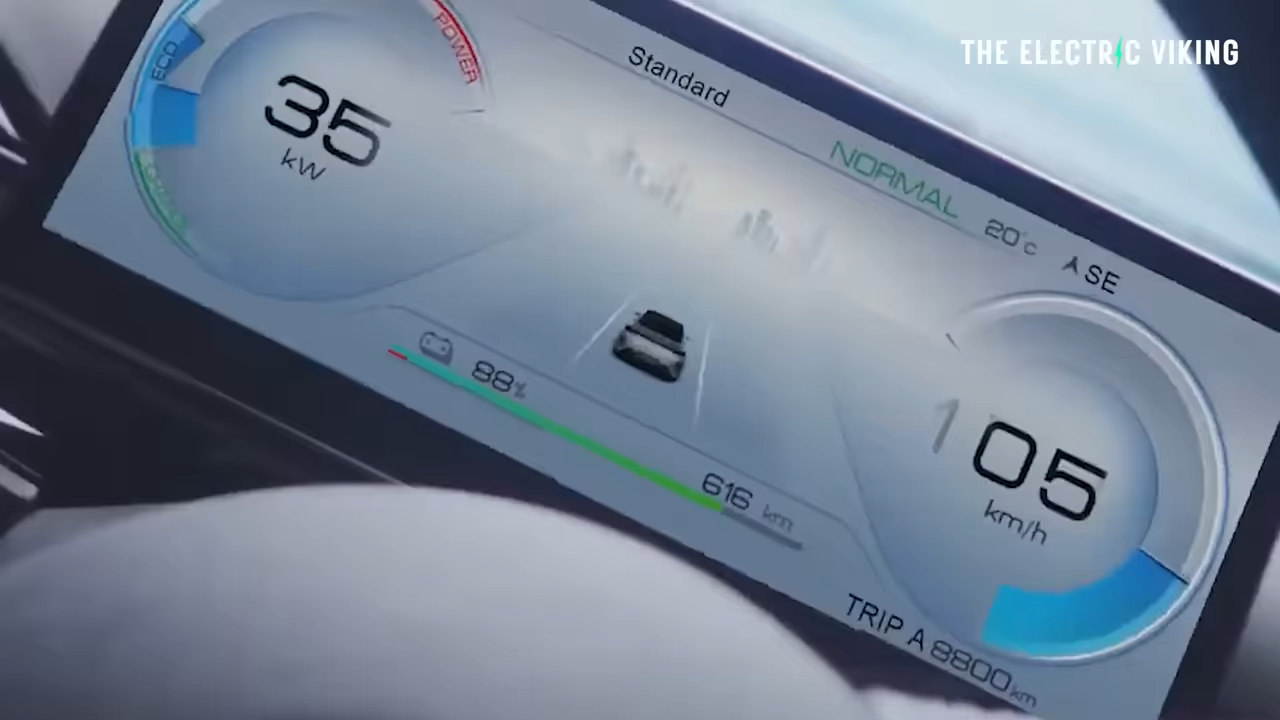 THE ELECTRIC VIKING
Standard
POWER
ECO
35
kW
NORMAL
20°C
SE
88%
616 km
105
km/h
TRIP A 8800km